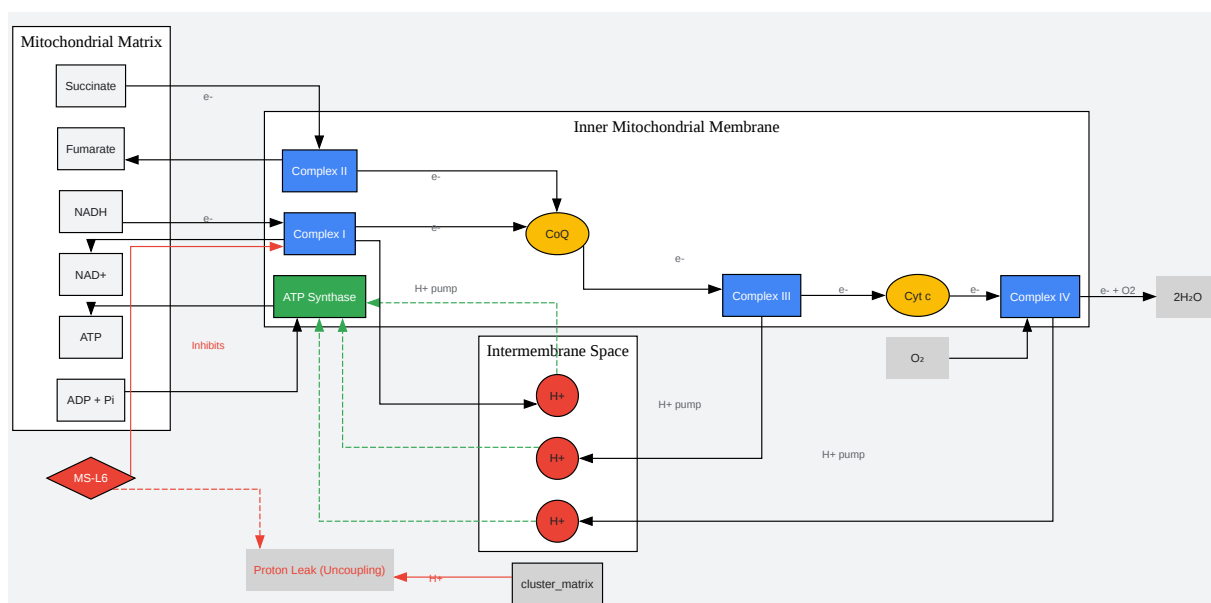 Mitochondrial Matrix
Succinate
e-
Fumarate
NADH
e-
NAD+
ATP
Inhibits
ADP + Pi
MS-L6
Inner Mitochondrial Membrane
Complex II
e-
Complex I
e-
CoQ
ATP Synthase
H+ pump
e-
Complex III
e-
Cyt c
e-
Complex IV
e- + O2
2H₂O
O₂
Intermembrane Space
H+
H+ pump
H+
H+ pump
H+
Proton Leak (Uncoupling)
H+
cluster_matrix